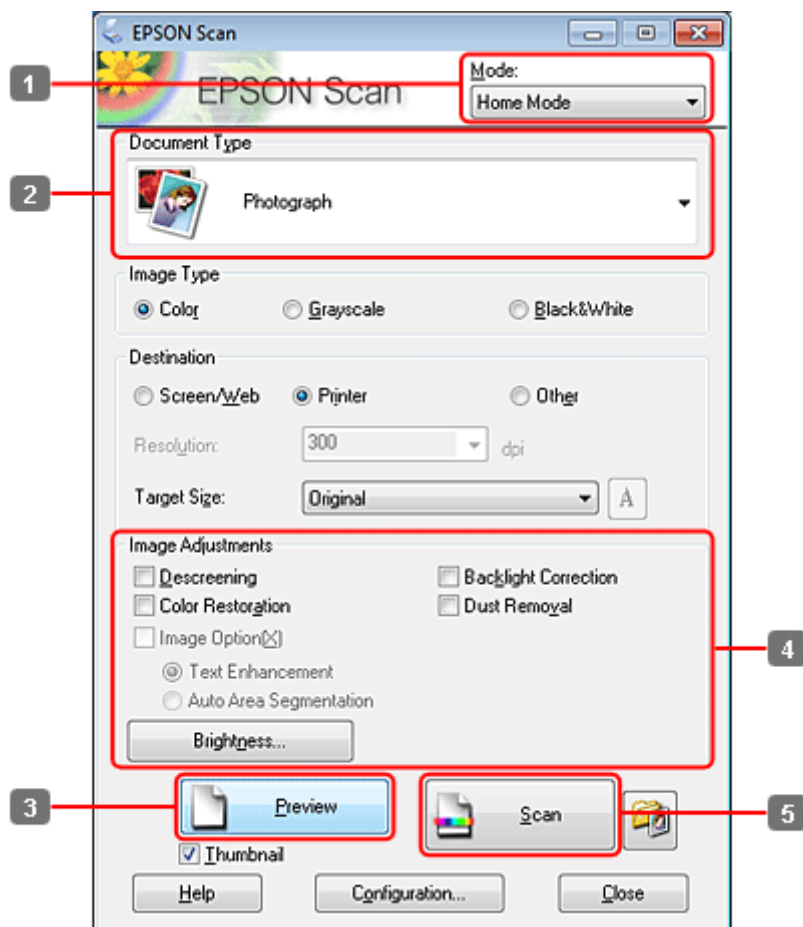 EPSON Scan
EPSON Scan
Mode:
1
Home Mode
Document Type
2
Photograph
Image Type
Color Grayscale Black&White
Destination
Screen/Web Printer Other
Resolution: 300 dpi
Target Size: Original A
Image Adjustments
Descreening Backlight Correction
Color Restoration Dust Removal
Image Option(X)
4
Text Enhancement
Auto Area Segmentation
Brightness...
3 Preview Scan 5
Thumbnail
Help Configuration... Close